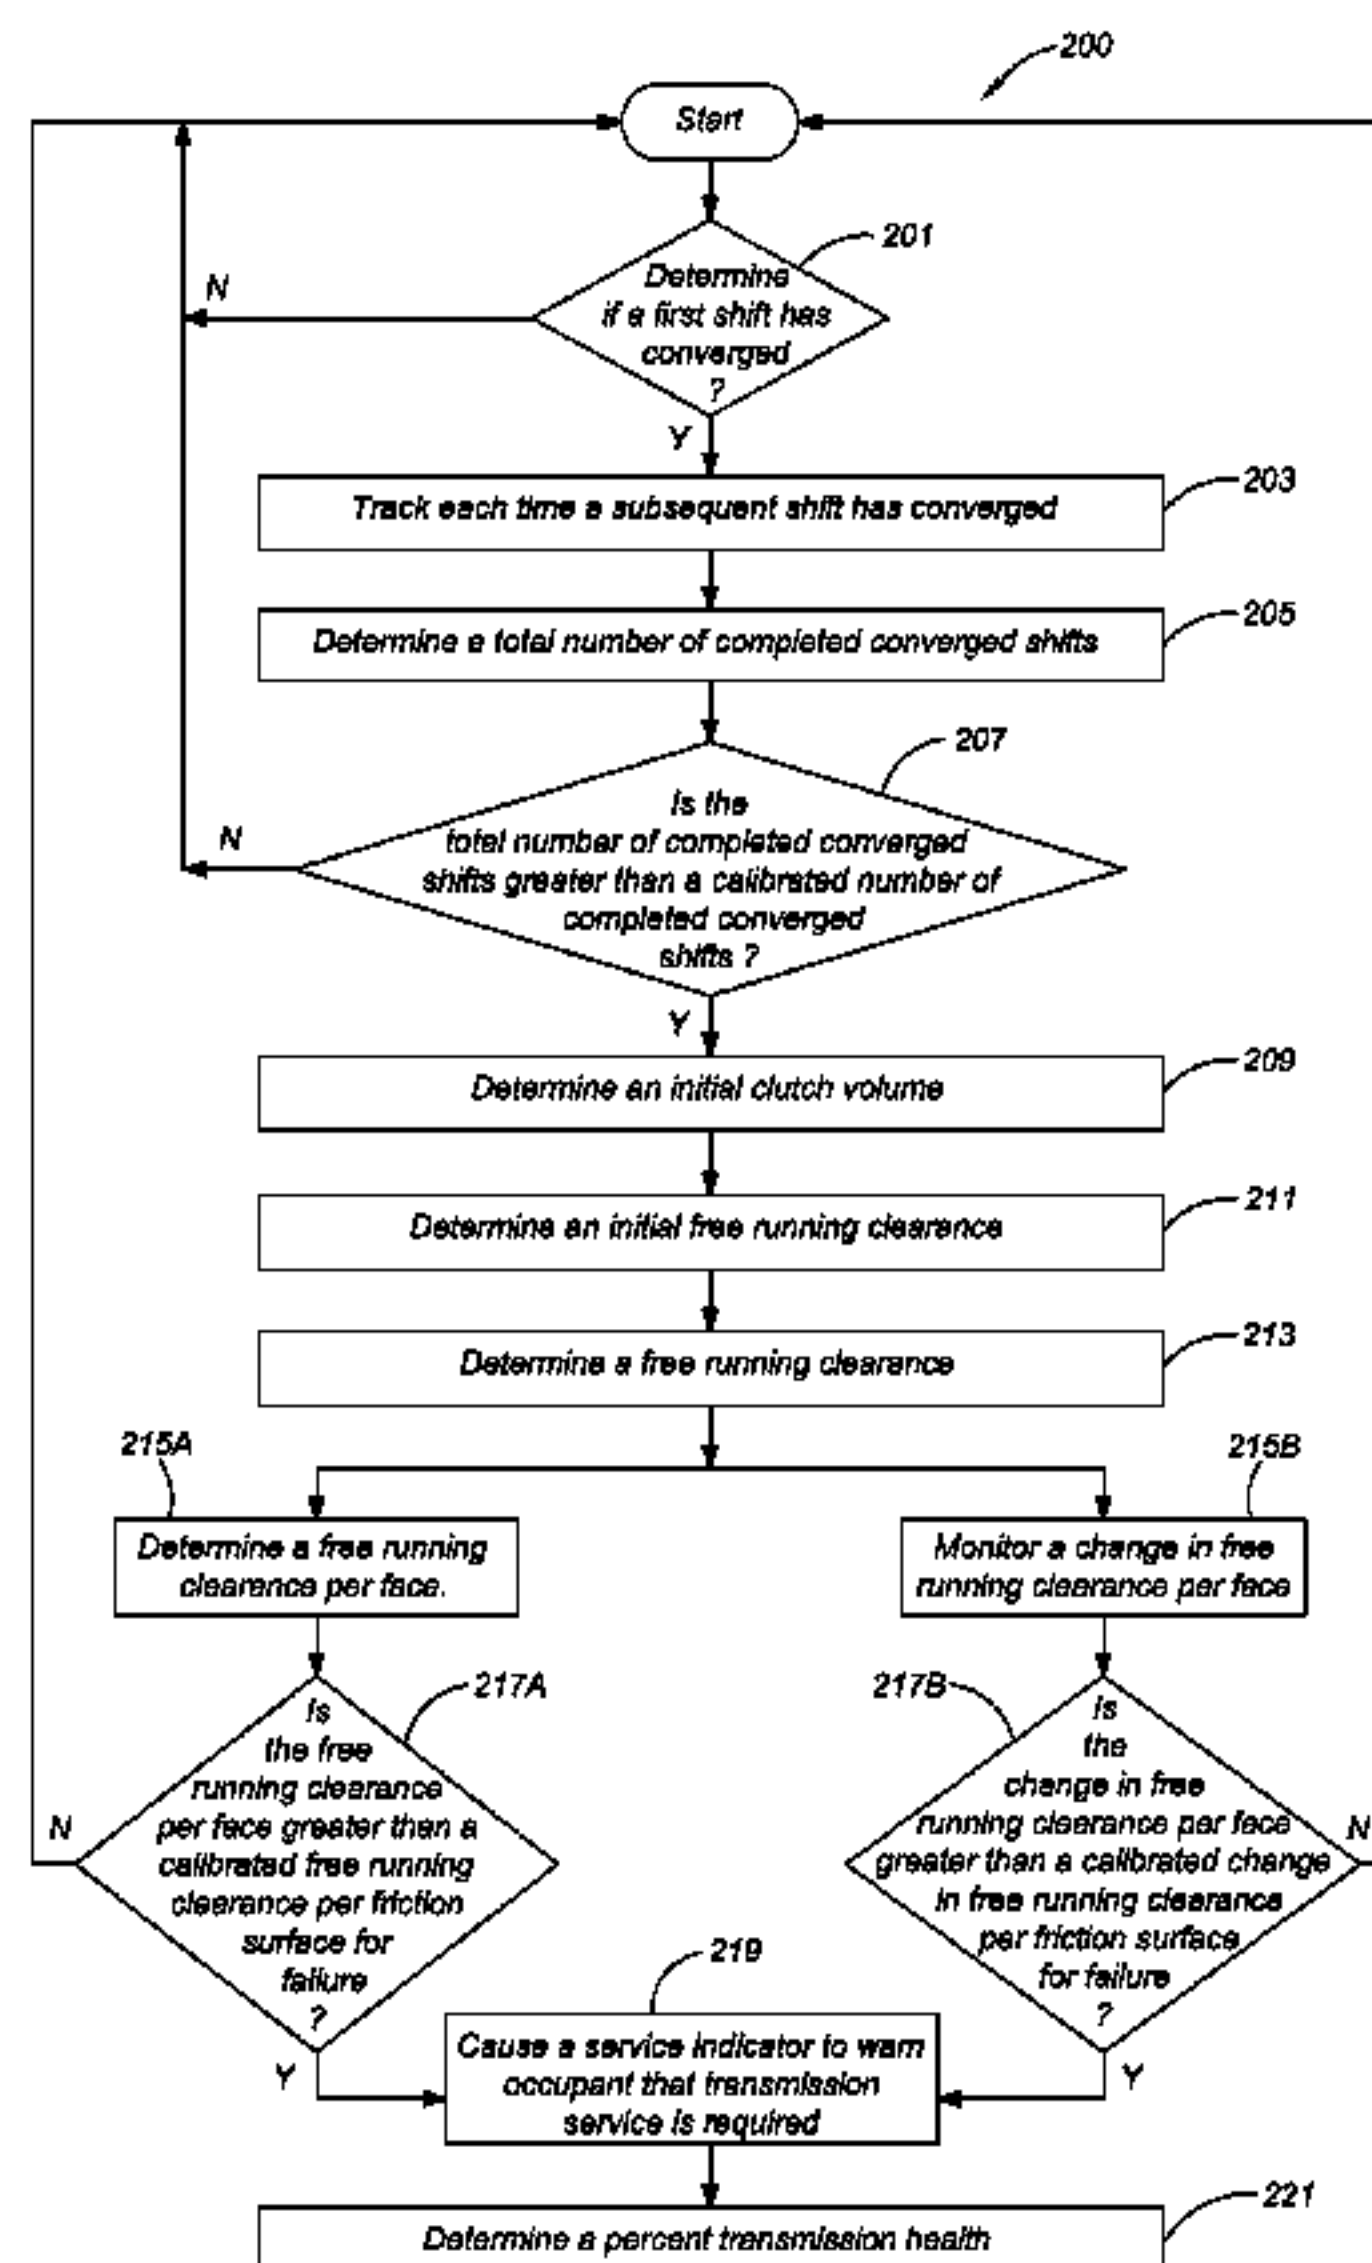 200
Start
201
Determine
if a first shift has
converged
?
N
Y
203
Track each time a subsequent shift has converged
205
Determine a total number of completed converged shifts
207
Is the
total number of completed converged
shifts greater than a calibrated number of
completed converged
shifts ?
N
Y
209
Determine an initial clutch volume
211
Determine an initial free running clearance
213
Determine a free running clearance
215A
215B
Determine a free running
clearance per face.
Monitor a change in free
running clearance per face
217A
Is
the free
running clearance
per face greater than a
calibrated free running
clearance per friction
surface for
failure
?
N
Y
217B
Is
the
change in free
running clearance per face
greater than a calibrated change
in free running clearance
per friction surface
for failure
?
N
Y
219
Cause a service indicator to warn
occupant that transmission
service is required
221
Determine a percent transmission health